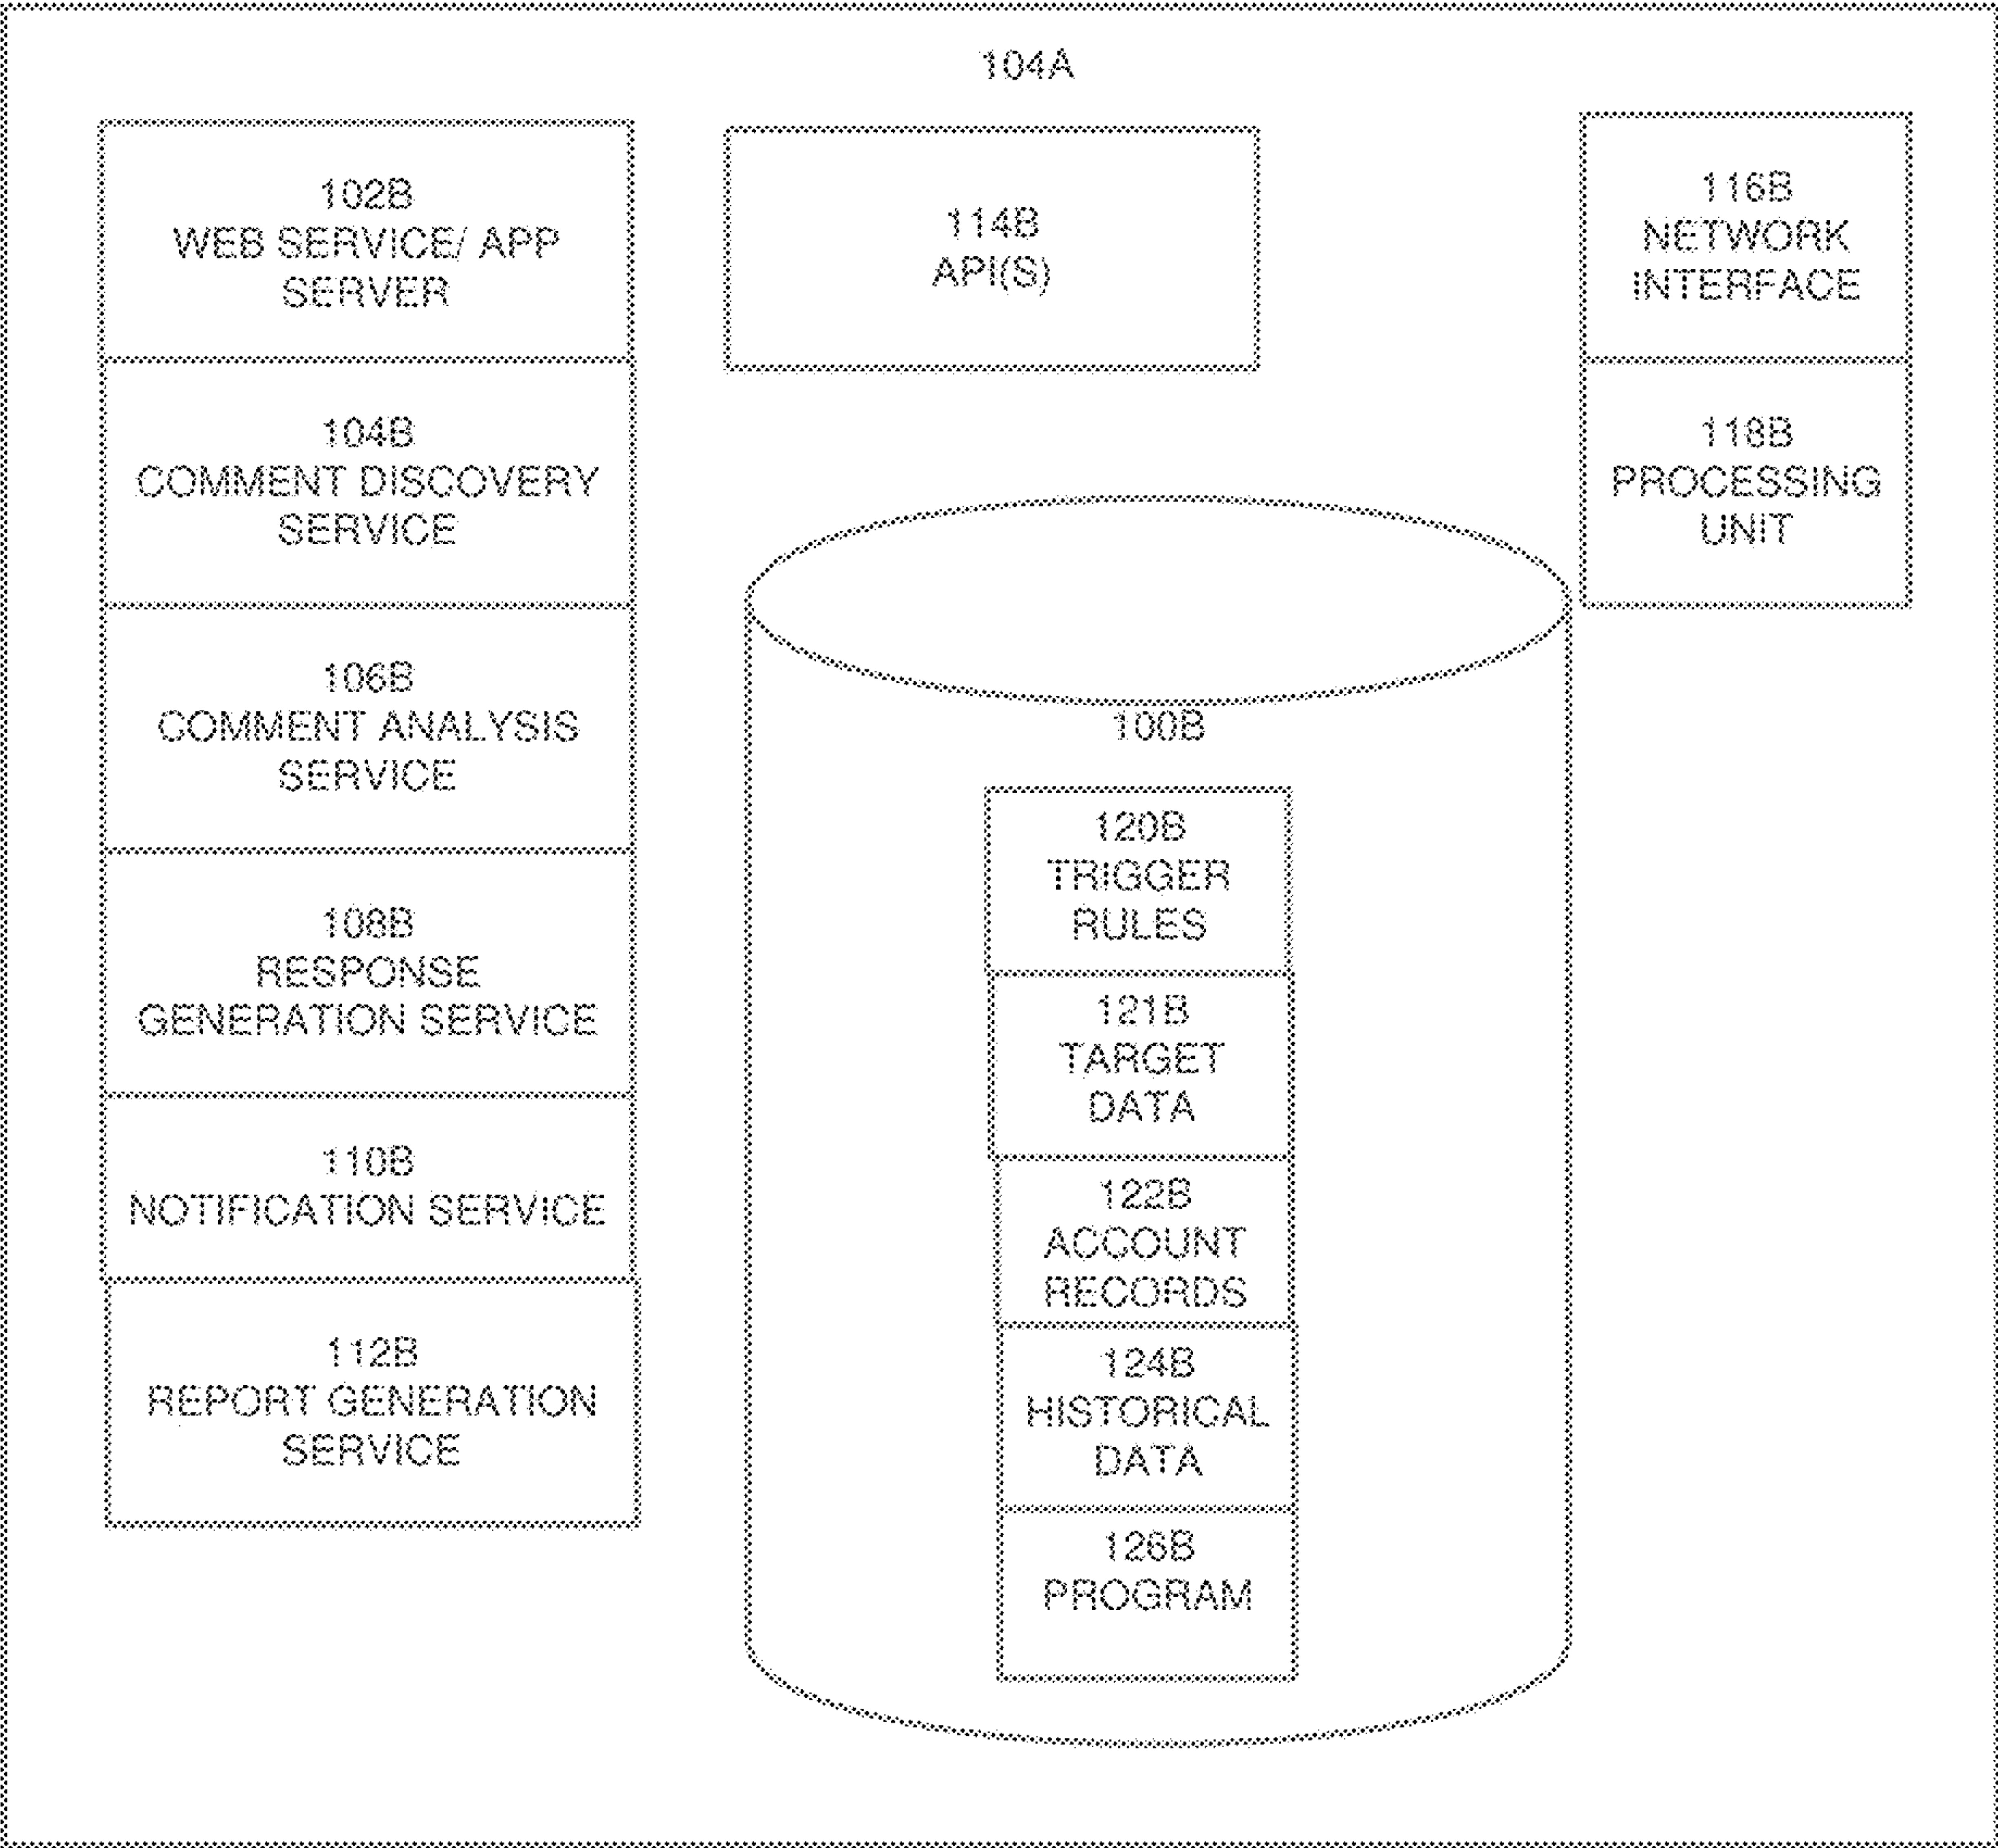 104A
102B
WEB SERVICE/ APP
SERVER
104B
COMMENT DISCOVERY
SERVICE
106B
COMMENT ANALYSIS
SERVICE
108B
RESPONSE
GENERATION SERVICE
110B
NOTIFICATION SERVICE
112B
REPORT GENERATION
SERVICE
114B
API(S)
116B
NETWORK
INTERFACE
118B
PROCESSING
UNIT
100B
120B
TRIGGER
RULES
121B
TARGET
DATA
122B
ACCOUNT
RECORDS
124B
HISTORICAL
DATA
126B
PROGRAM